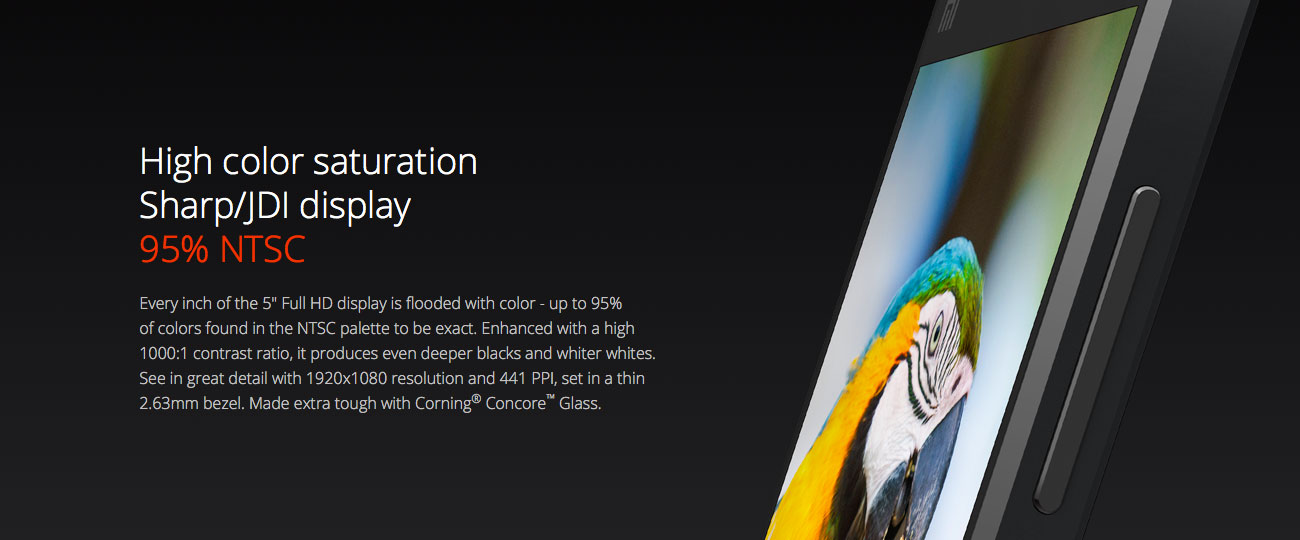 High color saturation
Sharp/JDI display
95% NTSC
Every inch of the 5" Full HD display is flooded with color - up to 95%
of colors found in the NTSC palette to be exact. Enhanced with a high
1000:1 contrast ratio, it produces even deeper blacks and whiter whites.
See in great detail with 1920x1080 resolution and 441 PPI, set in a thin
2.63mm bezel. Made extra tough with Corning® Concore™ Glass.
mi